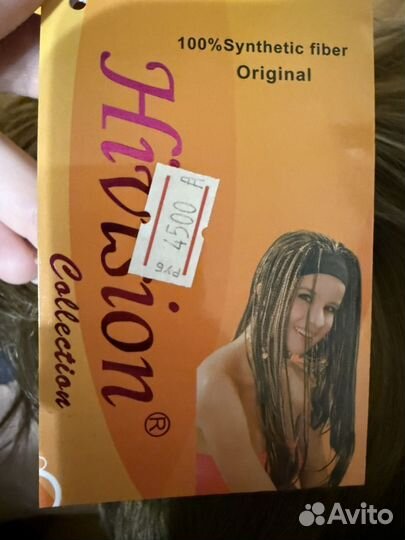 100%Synthetic fiber
Original
Hivision®
Collection
4500 A
руб
Avito